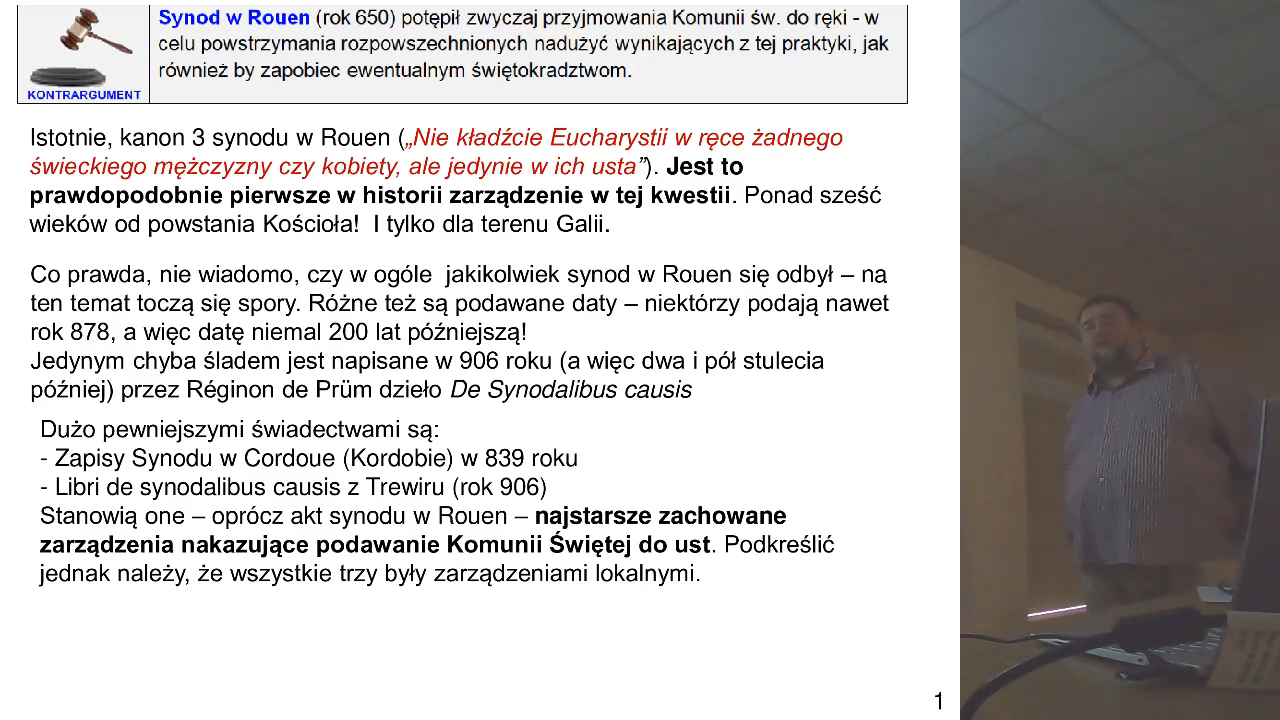 Synod w Rouen (rok 650) potępił zwyczaj przyjmowania Komunii św. do ręki - w
celu powstrzymania rozpowszechnionych nadużyć wynikających z tej praktyki, jak
również by zapobiec ewentualnym świętokradztwom.
KONTRARGUMENT
Istotnie, kanon 3 synodu w Rouen („Nie kładźcie Eucharystii w ręce żadnego
świeckiego mężczyzny czy kobiety, ale jedynie w ich usta”). Jest to
prawdopodobnie pierwsze w historii zarządzenie w tej kwestii. Ponad sześć
wieków od powstania Kościoła! I tylko dla terenu Galii.
Co prawda, nie wiadomo, czy w ogóle jakikolwiek synod w Rouen się odbył – na
ten temat toczą się spory. Różne też są podawane daty – niektórzy podają nawet
rok 878, a więc datę niemal 200 lat późniejszą!
Jedynym chyba śladem jest napisane w 906 roku (a więc dwa i pół stulecia
później) przez Réginon de Prüm dzieło De Synodalibus causis
Dużo pewniejszymi świadectwami są:
- Zapisy Synodu w Cordoue (Kordobie) w 839 roku
- Libri de synodalibus causis z Trewiru (rok 906)
Stanowią one – oprócz akt synodu w Rouen – najstarsze zachowane
zarządzenia nakazujące podawanie Komunii Świętej do ust. Podkreślić
jednak należy, że wszystkie trzy były zarządzeniami lokalnymi.
1